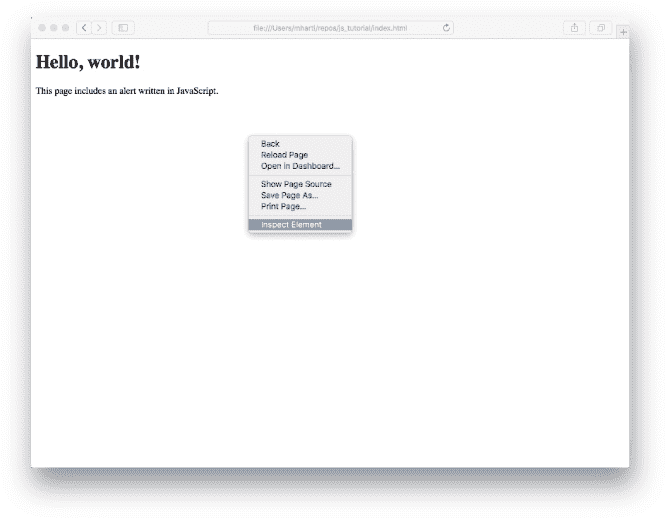 file:///Users/mhartl/repos/js_tutorial/index.html
Hello, world!
This page includes an alert written in JavaScript.
Back
Reload Page
Open in Dashboard...
Show Page Source
Save Page As...
Print Page...
Inspect Element